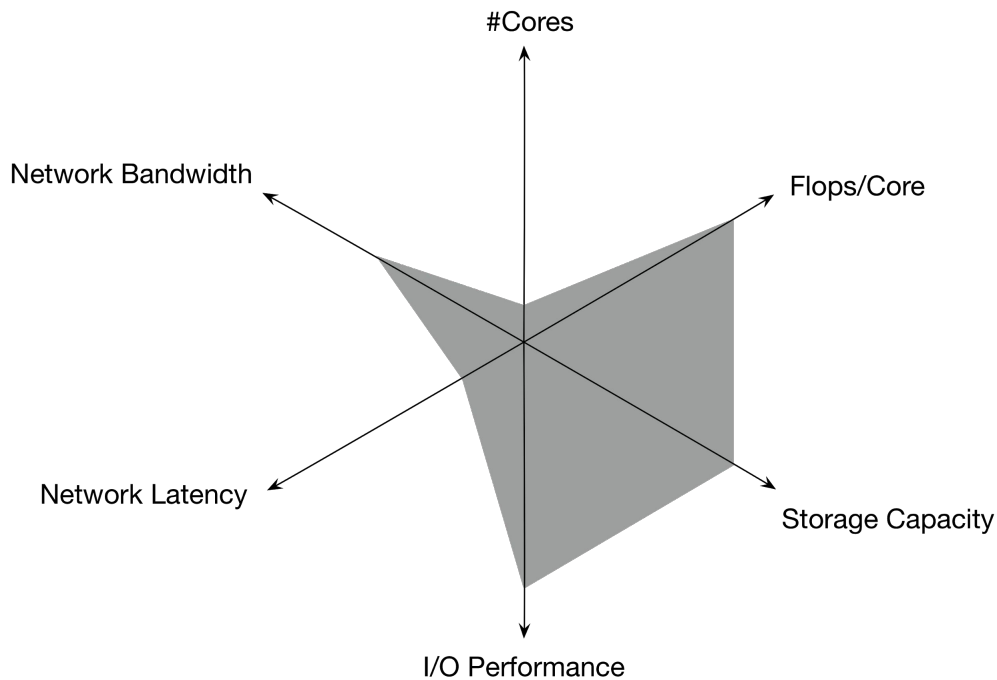 #Cores
Network Bandwidth
Flops/Core
Network Latency
Storage Capacity
I/O Performance